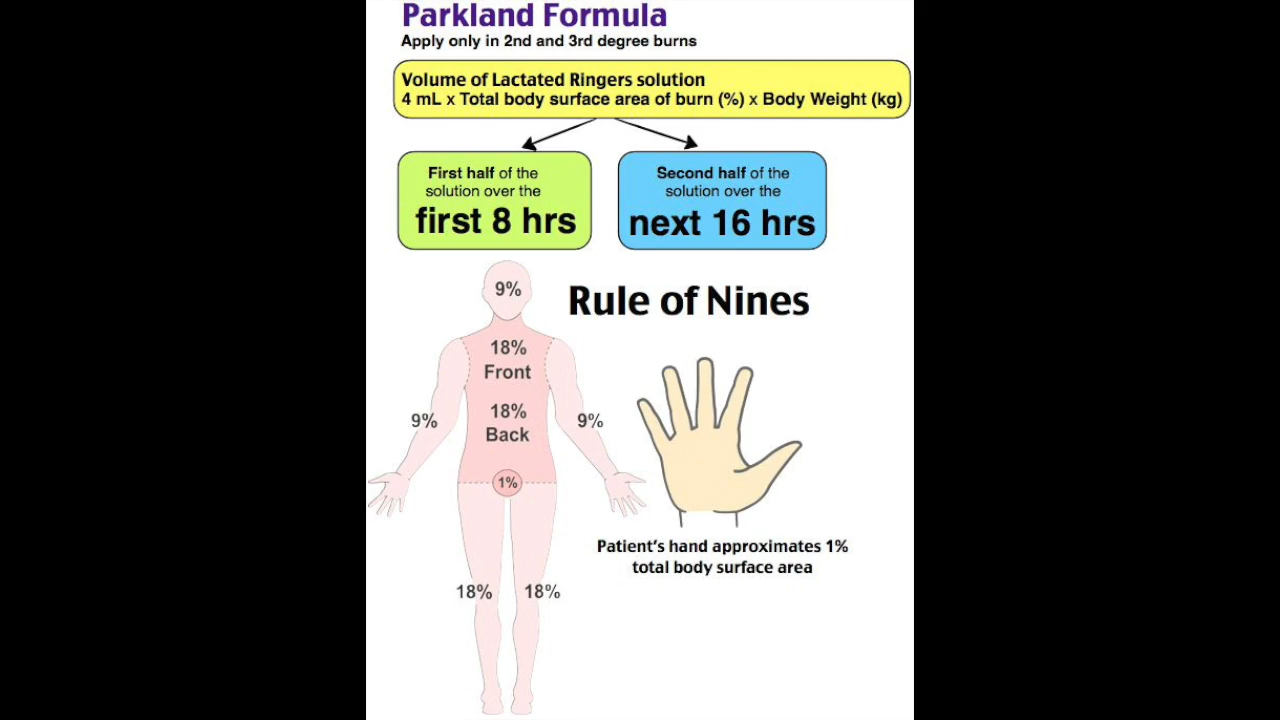 Parkland Formula
Apply only in 2nd and 3rd degree burns
Volume of Lactated Ringers solution
4 mL x Total body surface area of burn (%) x Body Weight (kg)
First half of the
solution over the
first 8 hrs
Second half of the
solution over the
next 16 hrs
Rule of Nines
9%
18%
Front
18%
Back
9%
9%
1%
18%
18%
Patient's hand approximates 1%
total body surface area